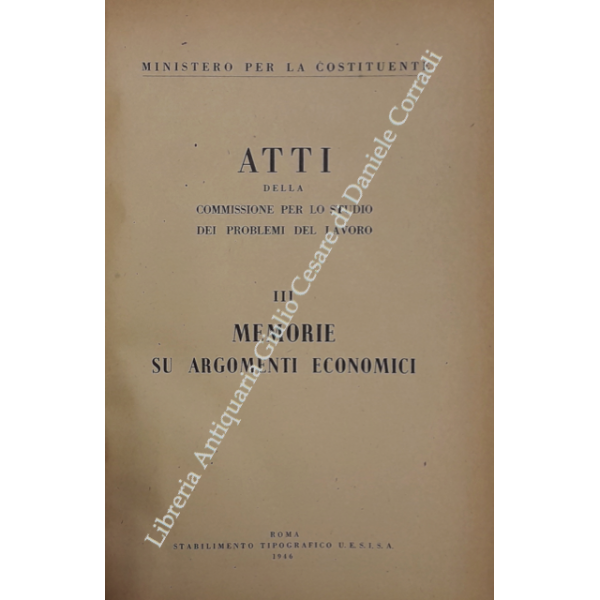 MINISTERO PER LA COSTITUENTE
ATTI
DELLA
COMMISSIONE PER LO STUDIO
DEI PROBLEMI DEL LAVORO
III
MEMORIE
SU ARGOMENTI ECONOMICI
ROMA
STABILIMENTO TIPOGRAFICO U.E.S.I.S.A.
1946
Libreria Antiquaria Giulio Cesare di Daniele Corradi